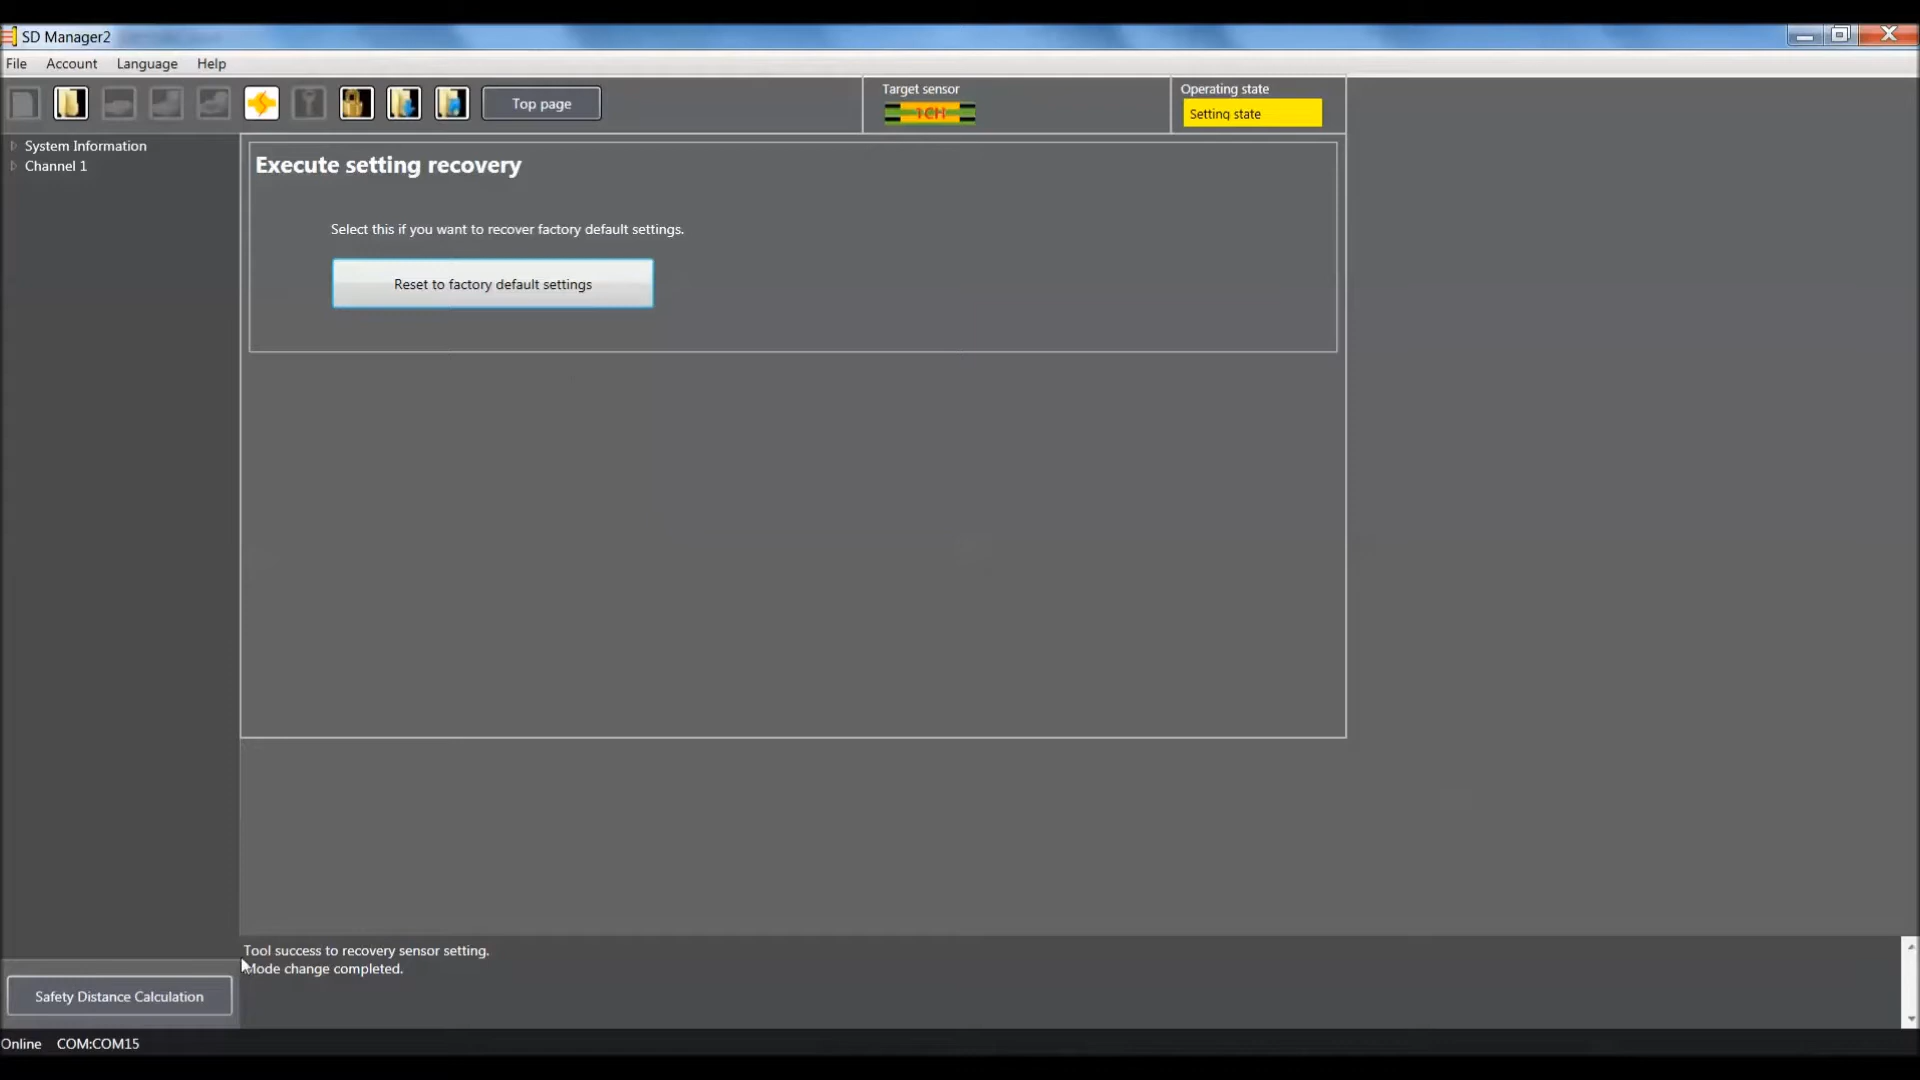 SD Manager2
File Account Language Help
Top page
Target sensor
1CH
Operating state
Setting state
System Information
Channel 1
Execute setting recovery
Select this if you want to recover factory default settings.
Reset to factory default settings
Tool success to recovery sensor setting.
Mode change completed.
Safety Distance Calculation
Online COM:COM15